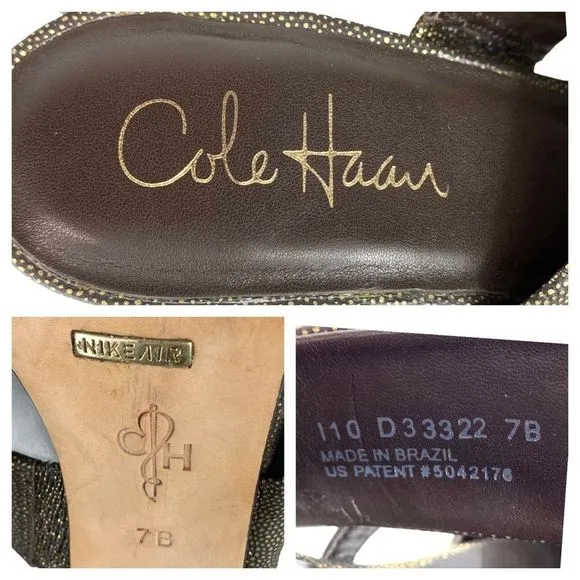 Cole Haan
NIKE AIR
CH
7B
I10 D33322 7B
MADE IN BRAZIL
US PATENT #5042176